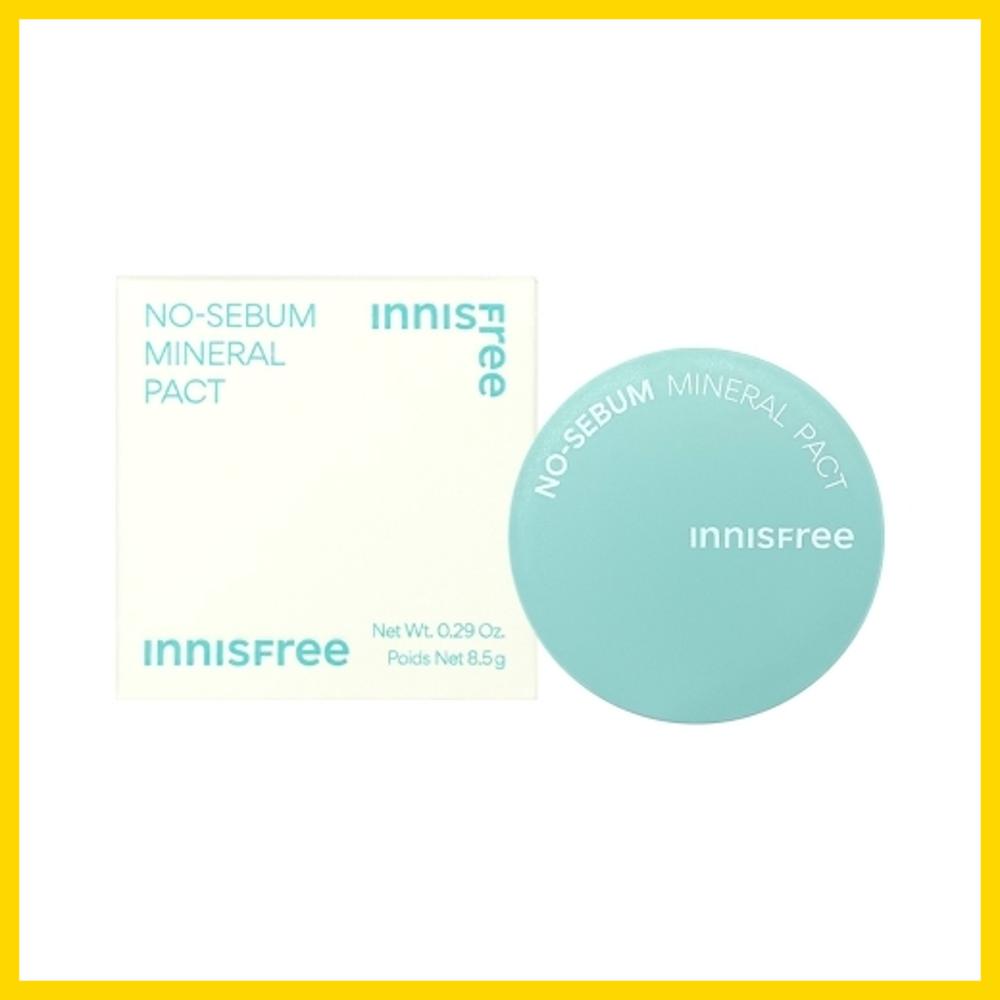 NO-SEBUM
MINERAL
PACT
INNISFree
INNISFree
Net Wt. 0.29 Oz.
Poids Net 8.5 g
NO-SEBUM MINERAL PACT
INNISFree